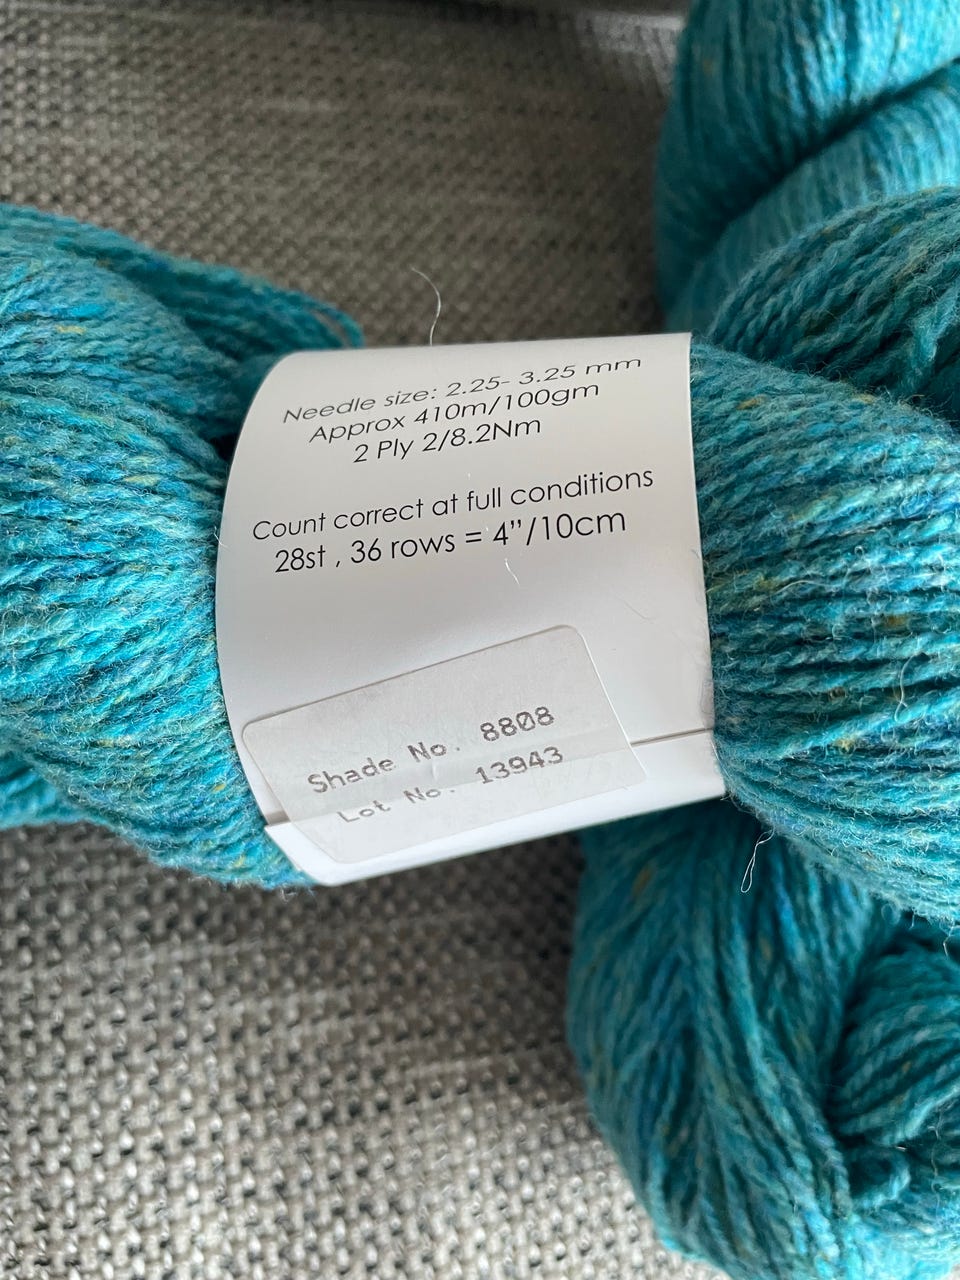 Needle size: 2.25- 3.25 mm
Approx 410m/100gm
2 Ply 2/8.2Nm
Count correct at full conditions
28st , 36 rows = 4”/10cm
Shade No. 8808
Lot No. 13943